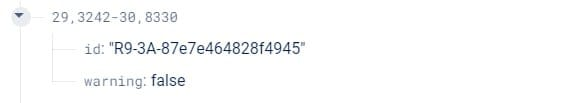 29,3242-30,8330
id: "R9-3A-87e7e464828f4945"
warning: false